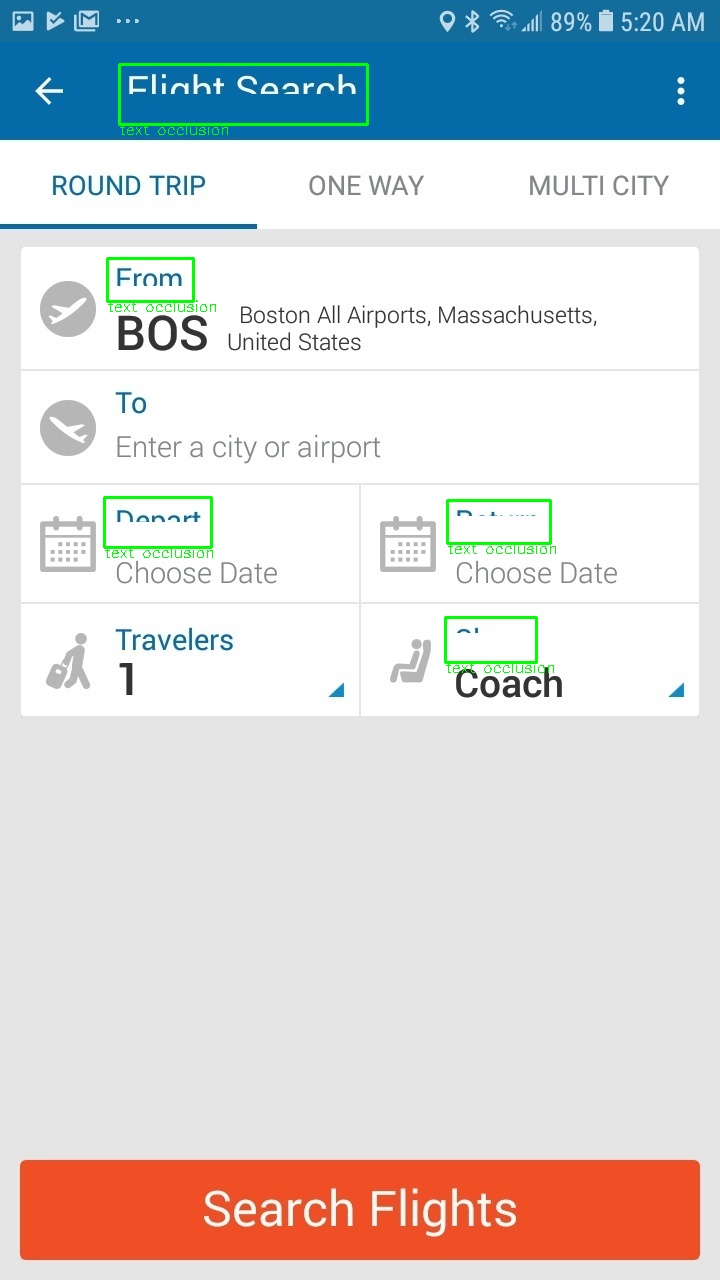 89% 5:20 AM
Flight Search
text occlusion
ROUND TRIP ONE WAY MULTI CITY
From
text occlusion
BOS Boston All Airports, Massachusetts,
United States
To
Enter a city or airport
Depart Return
text occlusion text occlusion
Choose Date Choose Date
Travelers
text occlusion
1 Coach
Search Flights